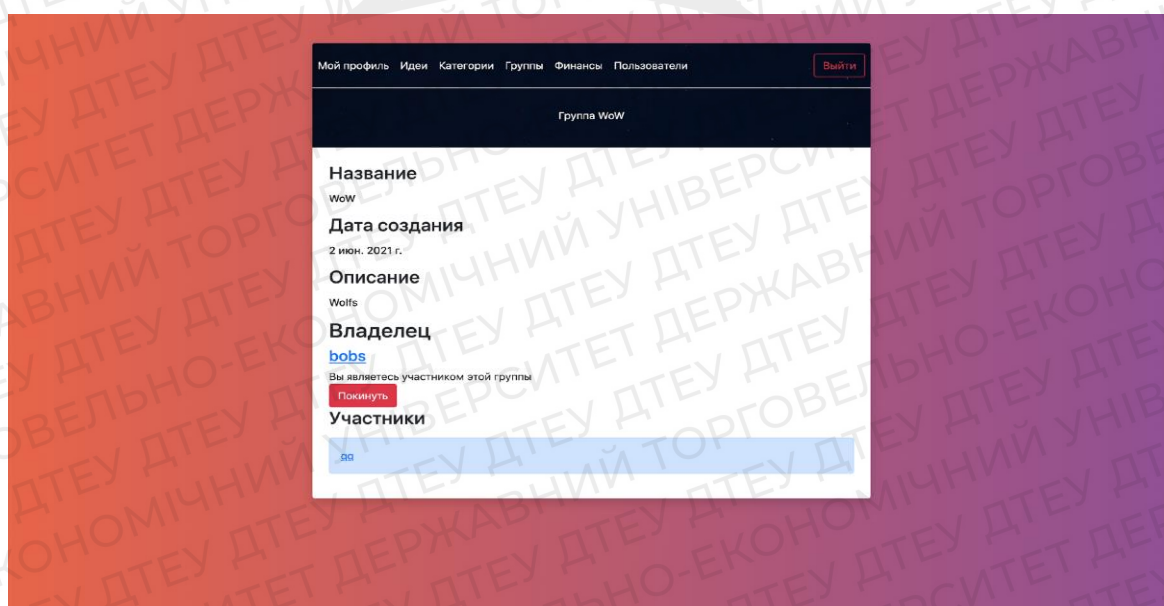 Мой профиль Идеи Категории Группы Финансы Пользователи Выйти
Группа WoW
Название
WoW
Дата создания
2 июн. 2021 г.
Описание
Wolfs
Владелец
bobs
Вы являетесь участником этой группы
Покинуть
Участники
qq